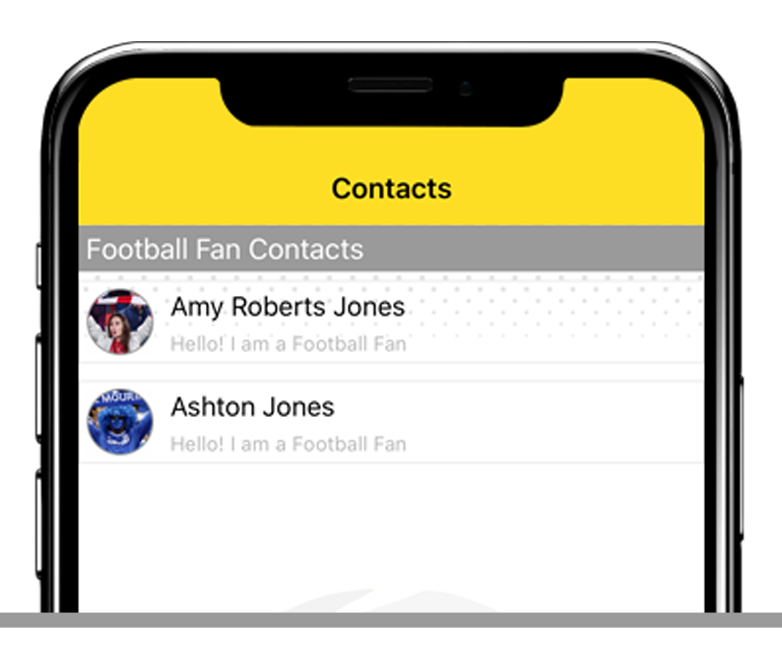 Contacts
Football Fan Contacts
Amy Roberts Jones
Hello! I am a Football Fan
Ashton Jones
Hello! I am a Football Fan